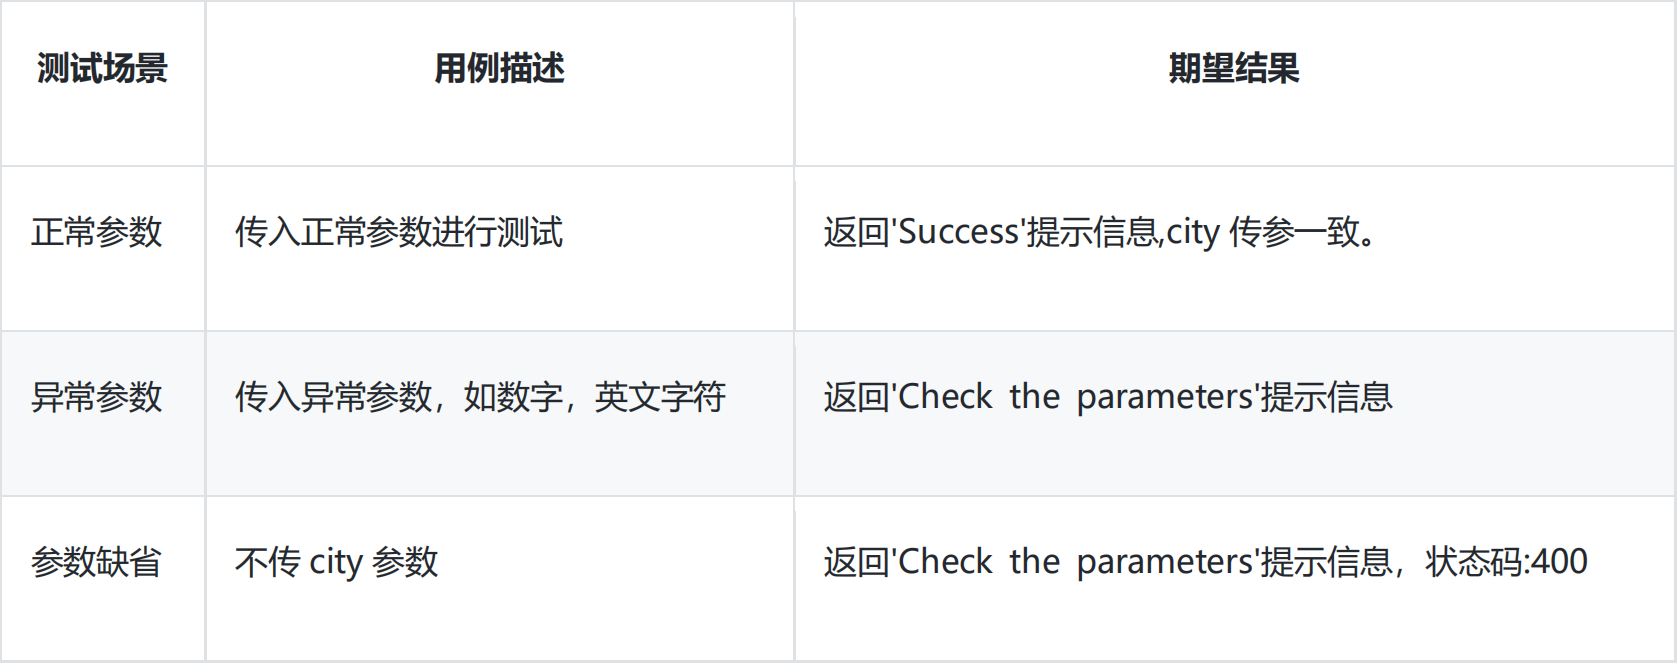 测试场景 用例描述 期望结果
正常参数 传入正常参数进行测试 返回'Success'提示信息,city 传参一致。
异常参数 传入异常参数，如数字，英文字符 返回'Check the parameters'提示信息
参数缺省 不传 city 参数 返回'Check the parameters'提示信息，状态码:400